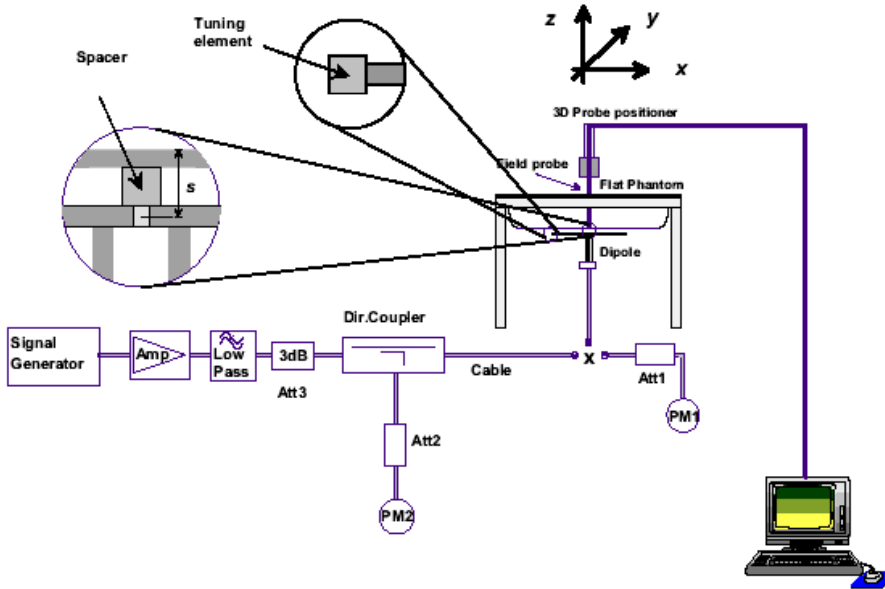 Tuning
element
Spacer
z
y
x
3D Probe positioner
Field probe
Flat Phantom
s
Dipole
Dir.Coupler
Signal
Generator
Amp
Low
Pass
3dB
Att3
Cable
x
Att1
PM1
Att2
PM2